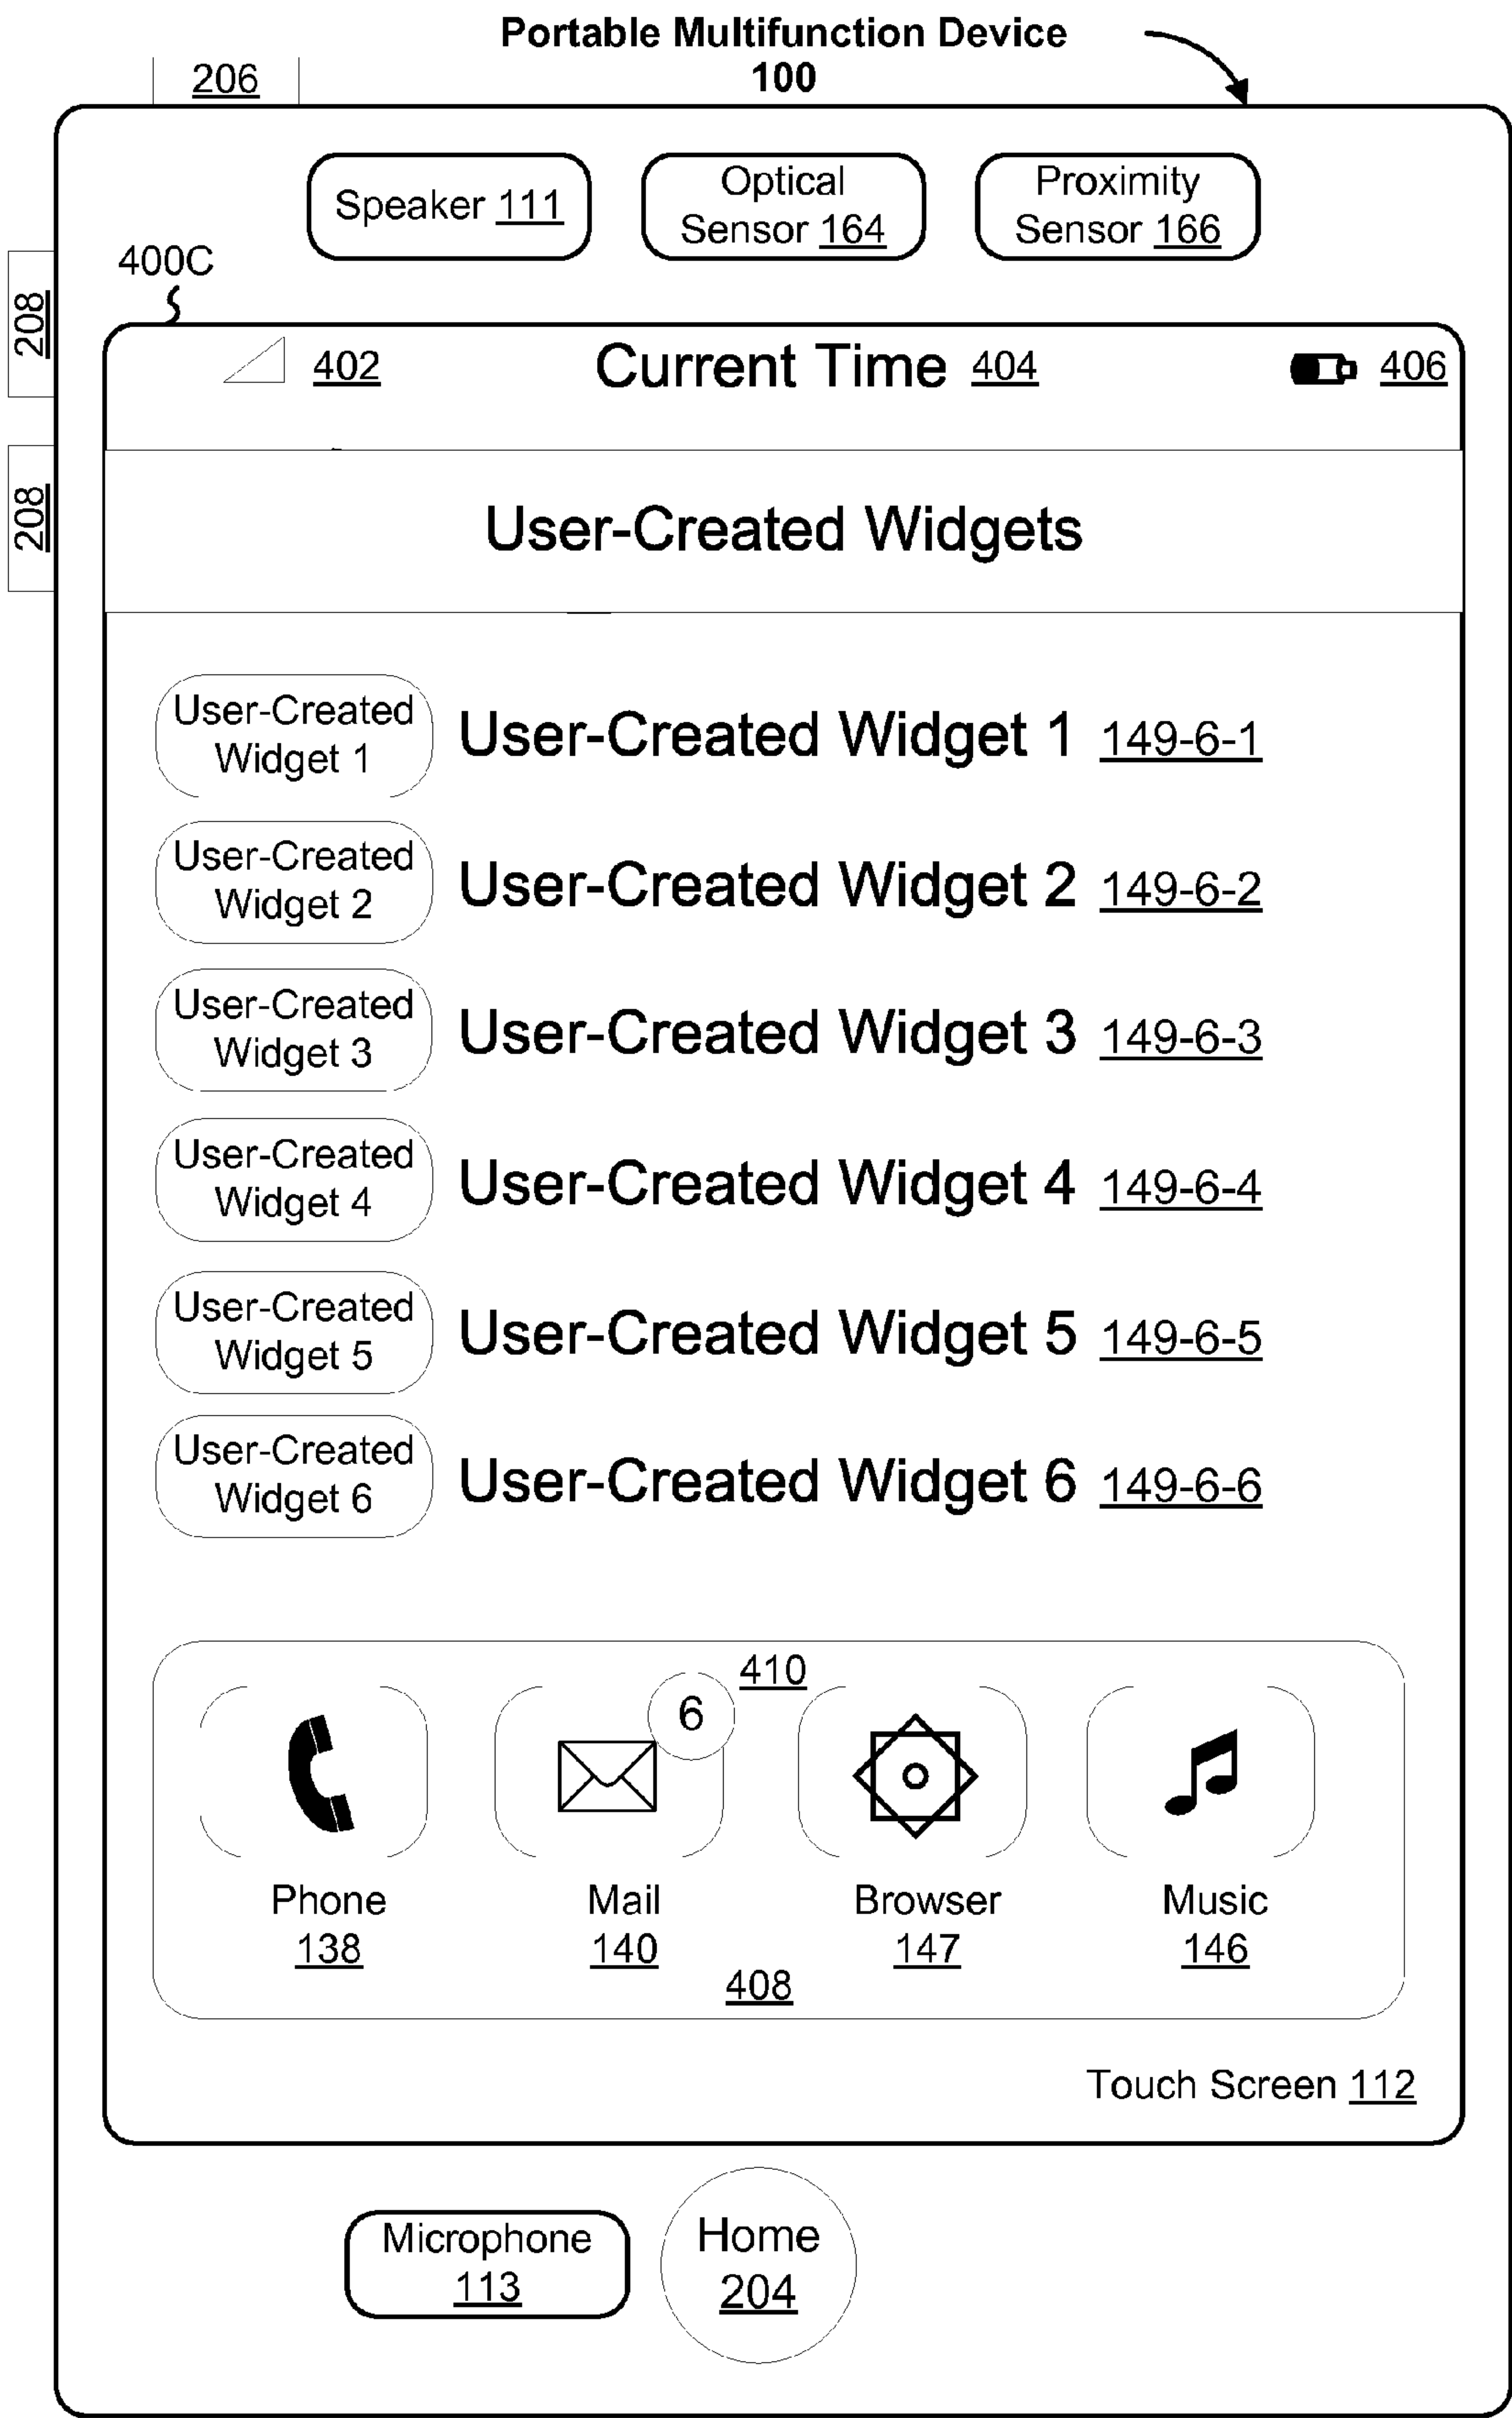 Portable Multifunction Device
100
206
Speaker 111
Optical
Sensor 164
Proximity
Sensor 166
400C
208
208
402
Current Time 404
406
User-Created Widgets
User-Created
Widget 1
User-Created Widget 1 149-6-1
User-Created
Widget 2
User-Created Widget 2 149-6-2
User-Created
Widget 3
User-Created Widget 3 149-6-3
User-Created
Widget 4
User-Created Widget 4 149-6-4
User-Created
Widget 5
User-Created Widget 5 149-6-5
User-Created
Widget 6
User-Created Widget 6 149-6-6
410
6
Phone
138
Mail
140
Browser
147
Music
146
408
Touch Screen 112
Microphone
113
Home
204